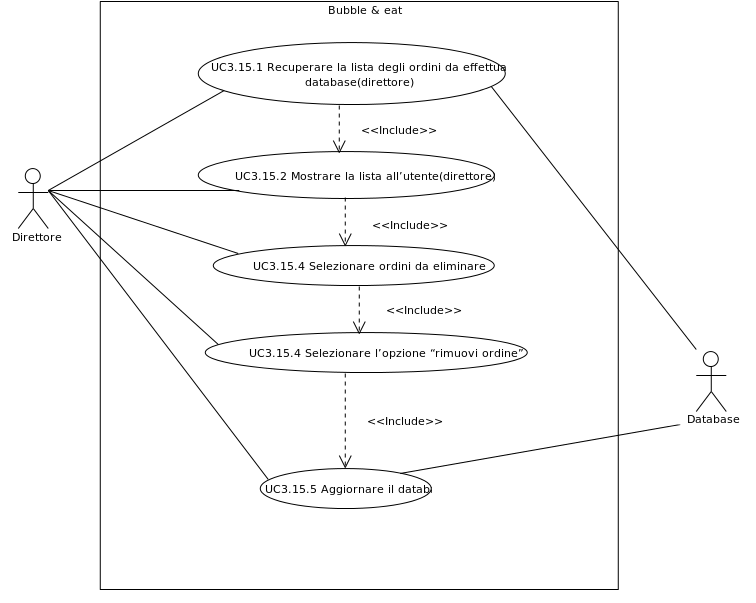 Bubble & eat
UC3.15.1 Recuperare la lista degli ordini da effettua
database(direttore)
<<Include>>
UC3.15.2 Mostrare la lista all’utente(direttore)
<<Include>>
Direttore
UC3.15.4 Selezionare ordini da eliminare
<<Include>>
UC3.15.4 Selezionare l’opzione “rimuovi ordine”
<<Include>>
Database
UC3.15.5 Aggiornare il datab